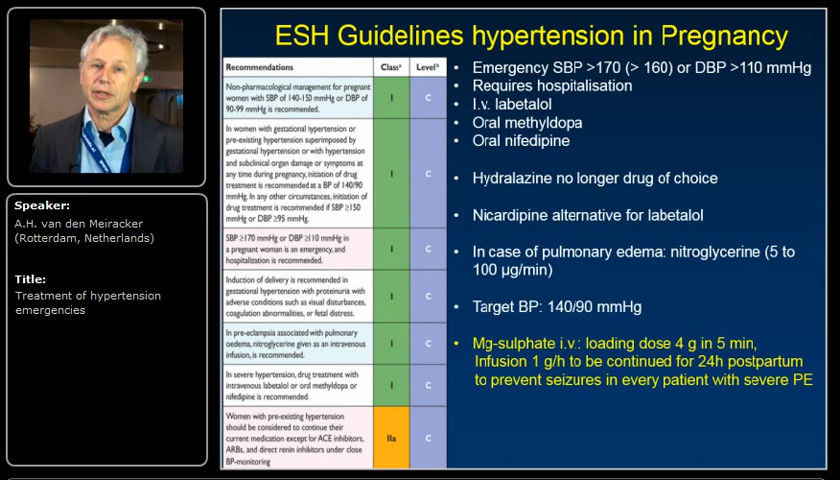 Speaker:
A.H. van den Meiracker
(Rotterdam, Netherlands)
Title:
Treatment of hypertension
emergencies
ESH Guidelines hypertension in Pregnancy
Recommendations Classᵃ Levelᵇ
Non-pharmacological management for pregnant
women with SBP of 140-150 mmHg or DBP of
90-99 mmHg is recommended.
I C
In women with gestational hypertension or
pre-existing hypertension superimposed by
gestational hypertension or with hypertension
and subclinical organ damage or symptoms at
any time during pregnancy, initiation of
drug treatment is recommended at a BP of 140/90
mmHg. In any other circumstances, initiation of
drug treatment is recommended if SBP ≥150
mmHg or DBP ≥95 mmHg.
I C
SBP ≥170 mmHg or DBP ≥110 mmHg in
a pregnant woman is an emergency, and
hospitalization is recommended.
I C
Induction of delivery is recommended in
gestational hypertension with proteinuria with
adverse conditions such as visual disturbances,
coagulation abnormalities, or fetal distress.
I C
In pre-eclampsia associated with pulmonary
oedema, nitroglycerine given as an intravenous
infusion, is recommended.
I C
In severe hypertension, drug treatment with
intravenous labetalol or oral methyldopa or
nifedipine is recommended.
I C
Women with pre-existing hypertension
should be considered to continue their
current medication except for ACE inhibitors,
ARBs, and direct renin inhibitors under close
BP-monitoring
IIa C
• Emergency SBP >170 (> 160) or DBP >110 mmHg
• Requires hospitalisation
• I.v. labetalol
• Oral methyldopa
• Oral nifedipine
• Hydralazine no longer drug of choice
• Nicardipine alternative for labetalol
• In case of pulmonary edema: nitroglycerine (5 to
100 µg/min)
• Target BP: 140/90 mmHg
• Mg-sulphate i.v.: loading dose 4 g in 5 min,
Infusion 1 g/h to be continued for 24h postpartum
to prevent seizures in every patient with severe PE